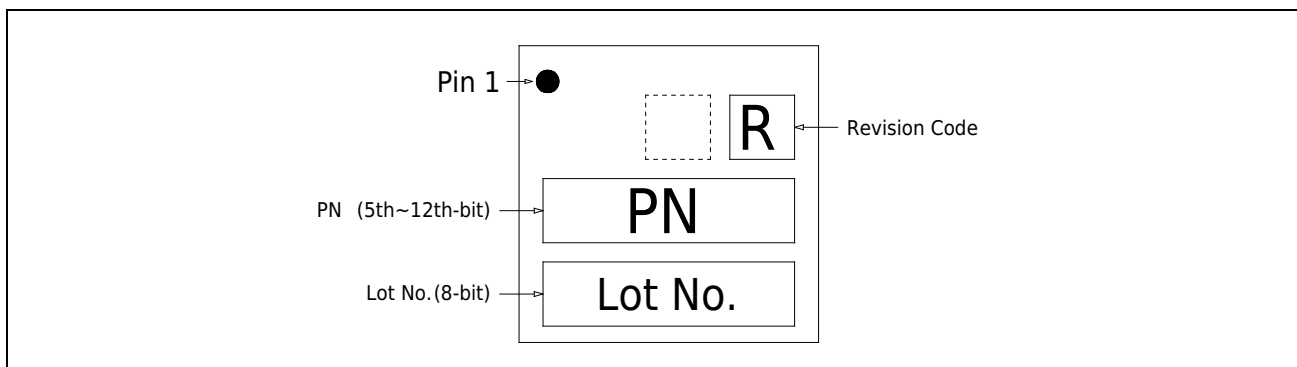 Pin 1
R
Revision Code
PN (5th~12th-bit)
PN
Lot No.(8-bit)
Lot No.